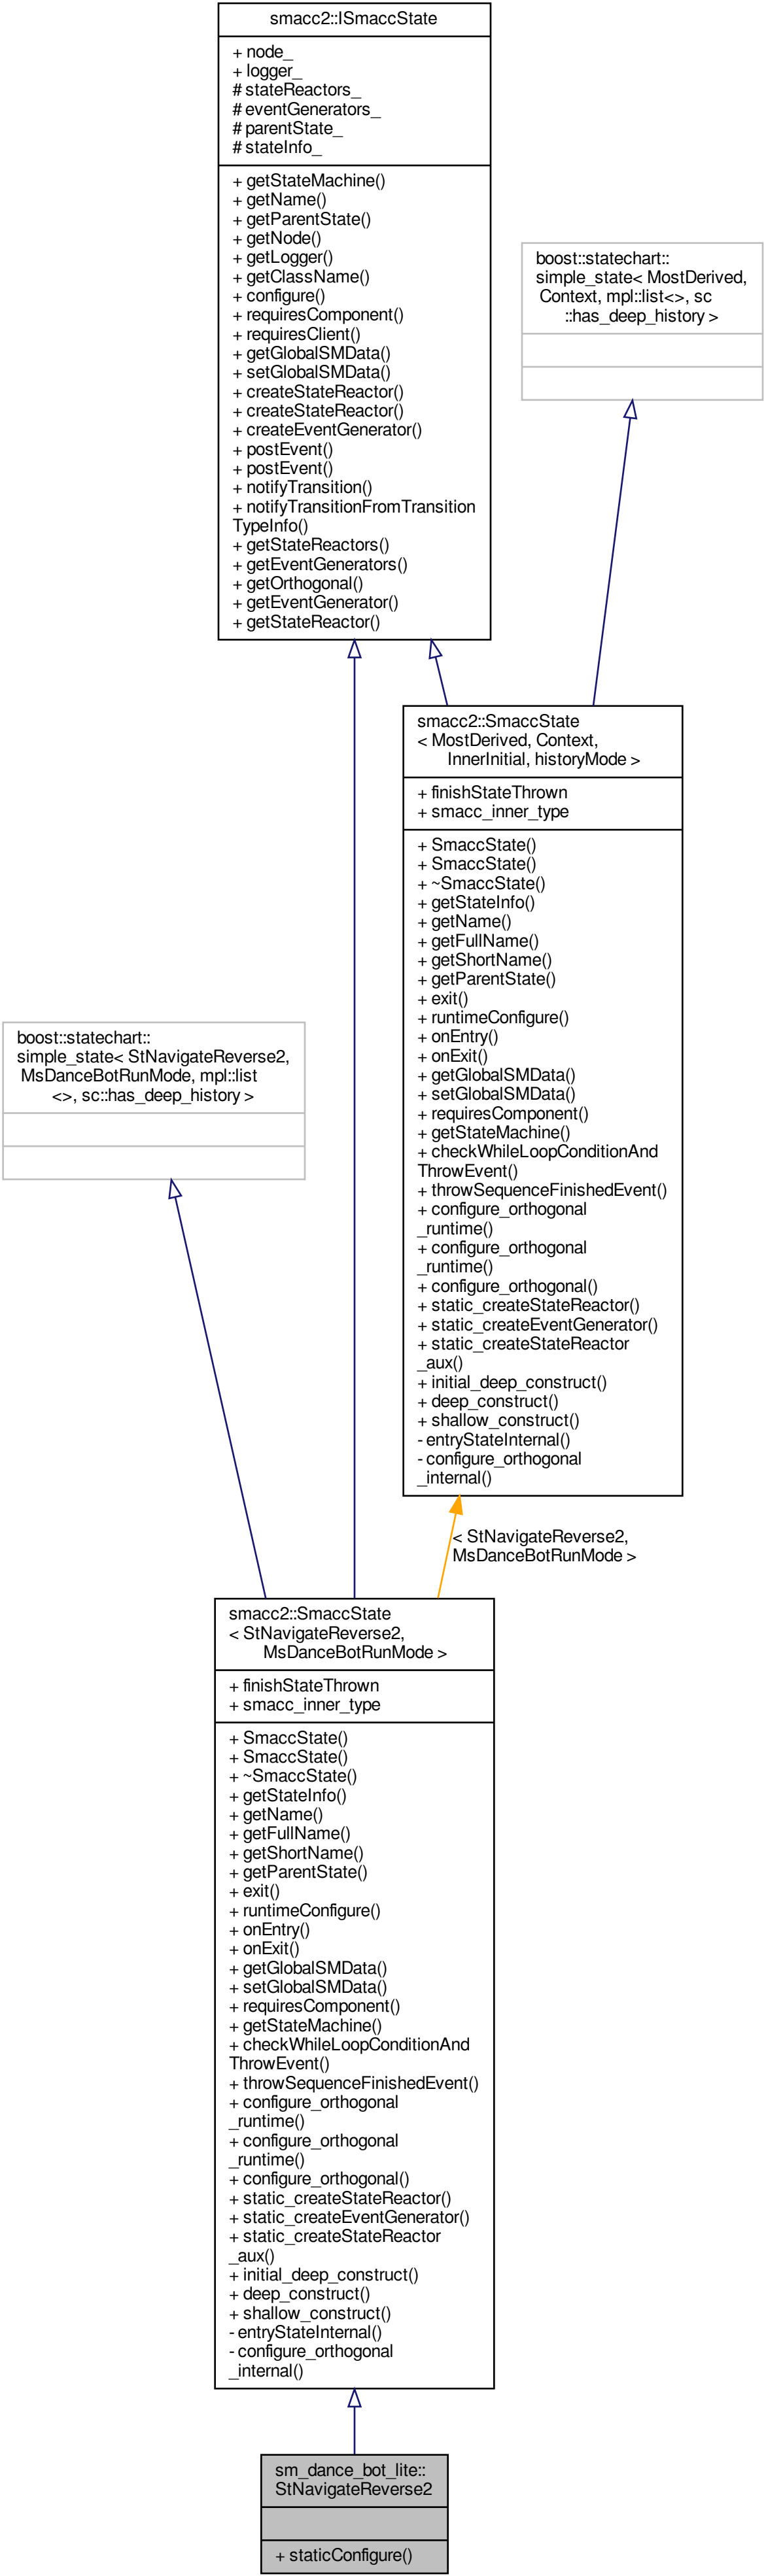 smacc2::ISmaccState
+ node_
+ logger_
# stateReactors_
# eventGenerators_
# parentState_
# stateInfo_
+ getStateMachine()
+ getName()
+ getParentState()
+ getNode()
+ getLogger()
+ getClassName()
+ configure()
+ requiresComponent()
+ requiresClient()
+ getGlobalSMData()
+ setGlobalSMData()
+ createStateReactor()
+ createStateReactor()
+ createEventGenerator()
+ postEvent()
+ postEvent()
+ notifyTransition()
+ notifyTransitionFromTransition
TypeInfo()
+ getStateReactors()
+ getEventGenerators()
+ getOrthogonal()
+ getEventGenerator()
+ getStateReactor()
boost::statechart::
simple_state< MostDerived,
Context, mpl::list<>, sc
::has_deep_history >
smacc2::SmaccState
< MostDerived, Context,
InnerInitial, historyMode >
+ finishStateThrown
+ smacc_inner_type
+ SmaccState()
+ SmaccState()
+ ~SmaccState()
+ getStateInfo()
+ getName()
+ getFullName()
+ getShortName()
+ getParentState()
+ exit()
+ runtimeConfigure()
+ onEntry()
+ onExit()
+ getGlobalSMData()
+ setGlobalSMData()
+ requiresComponent()
+ getStateMachine()
+ checkWhileLoopConditionAnd
ThrowEvent()
+ throwSequenceFinishedEvent()
+ configure_orthogonal
_runtime()
+ configure_orthogonal
_runtime()
+ configure_orthogonal()
+ static_createStateReactor()
+ static_createEventGenerator()
+ static_createStateReactor
_aux()
+ initial_deep_construct()
+ deep_construct()
+ shallow_construct()
- entryStateInternal()
- configure_orthogonal
_internal()
boost::statechart::
simple_state< StNavigateReverse2,
MsDanceBotRunMode, mpl::list
<>, sc::has_deep_history >
< StNavigateReverse2,
MsDanceBotRunMode >
smacc2::SmaccState
< StNavigateReverse2,
MsDanceBotRunMode >
+ finishStateThrown
+ smacc_inner_type
+ SmaccState()
+ SmaccState()
+ ~SmaccState()
+ getStateInfo()
+ getName()
+ getFullName()
+ getShortName()
+ getParentState()
+ exit()
+ runtimeConfigure()
+ onEntry()
+ onExit()
+ getGlobalSMData()
+ setGlobalSMData()
+ requiresComponent()
+ getStateMachine()
+ checkWhileLoopConditionAnd
ThrowEvent()
+ throwSequenceFinishedEvent()
+ configure_orthogonal
_runtime()
+ configure_orthogonal
_runtime()
+ configure_orthogonal()
+ static_createStateReactor()
+ static_createEventGenerator()
+ static_createStateReactor
_aux()
+ initial_deep_construct()
+ deep_construct()
+ shallow_construct()
- entryStateInternal()
- configure_orthogonal
_internal()
sm_dance_bot_lite::
StNavigateReverse2
+ staticConfigure()